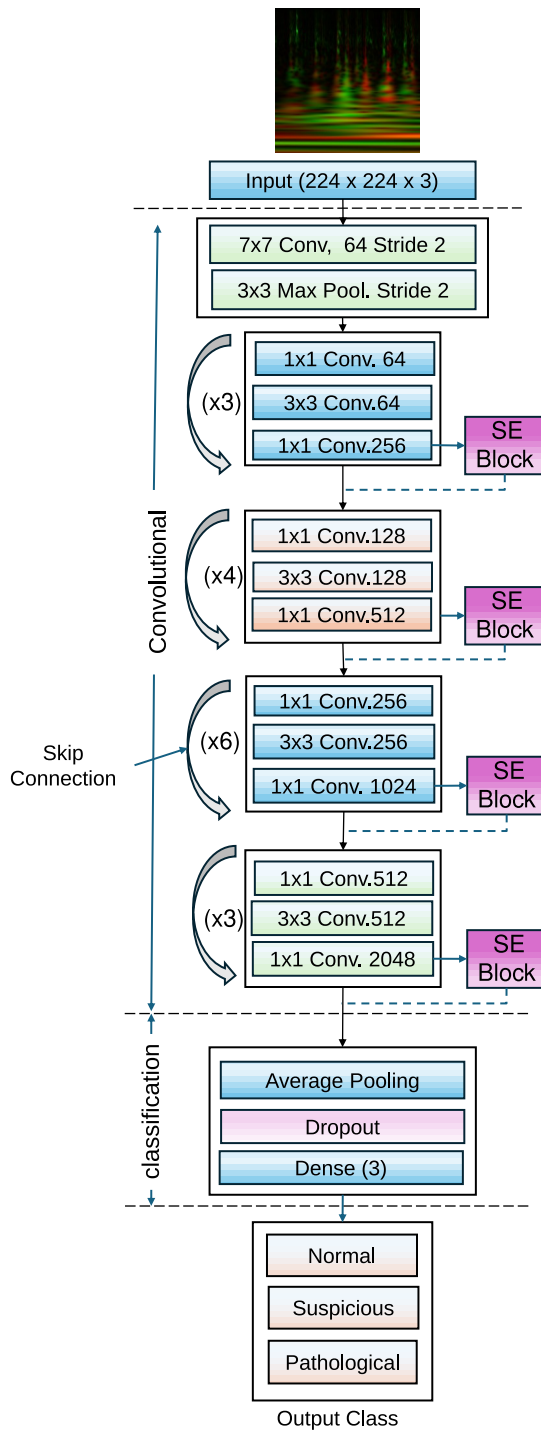 Input (224 x 224 x 3)
7x7 Conv, 64 Stride 2
3x3 Max Pool. Stride 2
Convolutional
(x3)
1x1 Conv. 64
3x3 Conv.64
1x1 Conv.256
SE
Block
(x4)
1x1 Conv.128
3x3 Conv.128
1x1 Conv.512
SE
Block
Skip
Connection
(x6)
1x1 Conv.256
3x3 Conv.256
1x1 Conv. 1024
SE
Block
(x3)
1x1 Conv.512
3x3 Conv.512
1x1 Conv. 2048
SE
Block
classification
Average Pooling
Dropout
Dense (3)
Normal
Suspicious
Pathological
Output Class